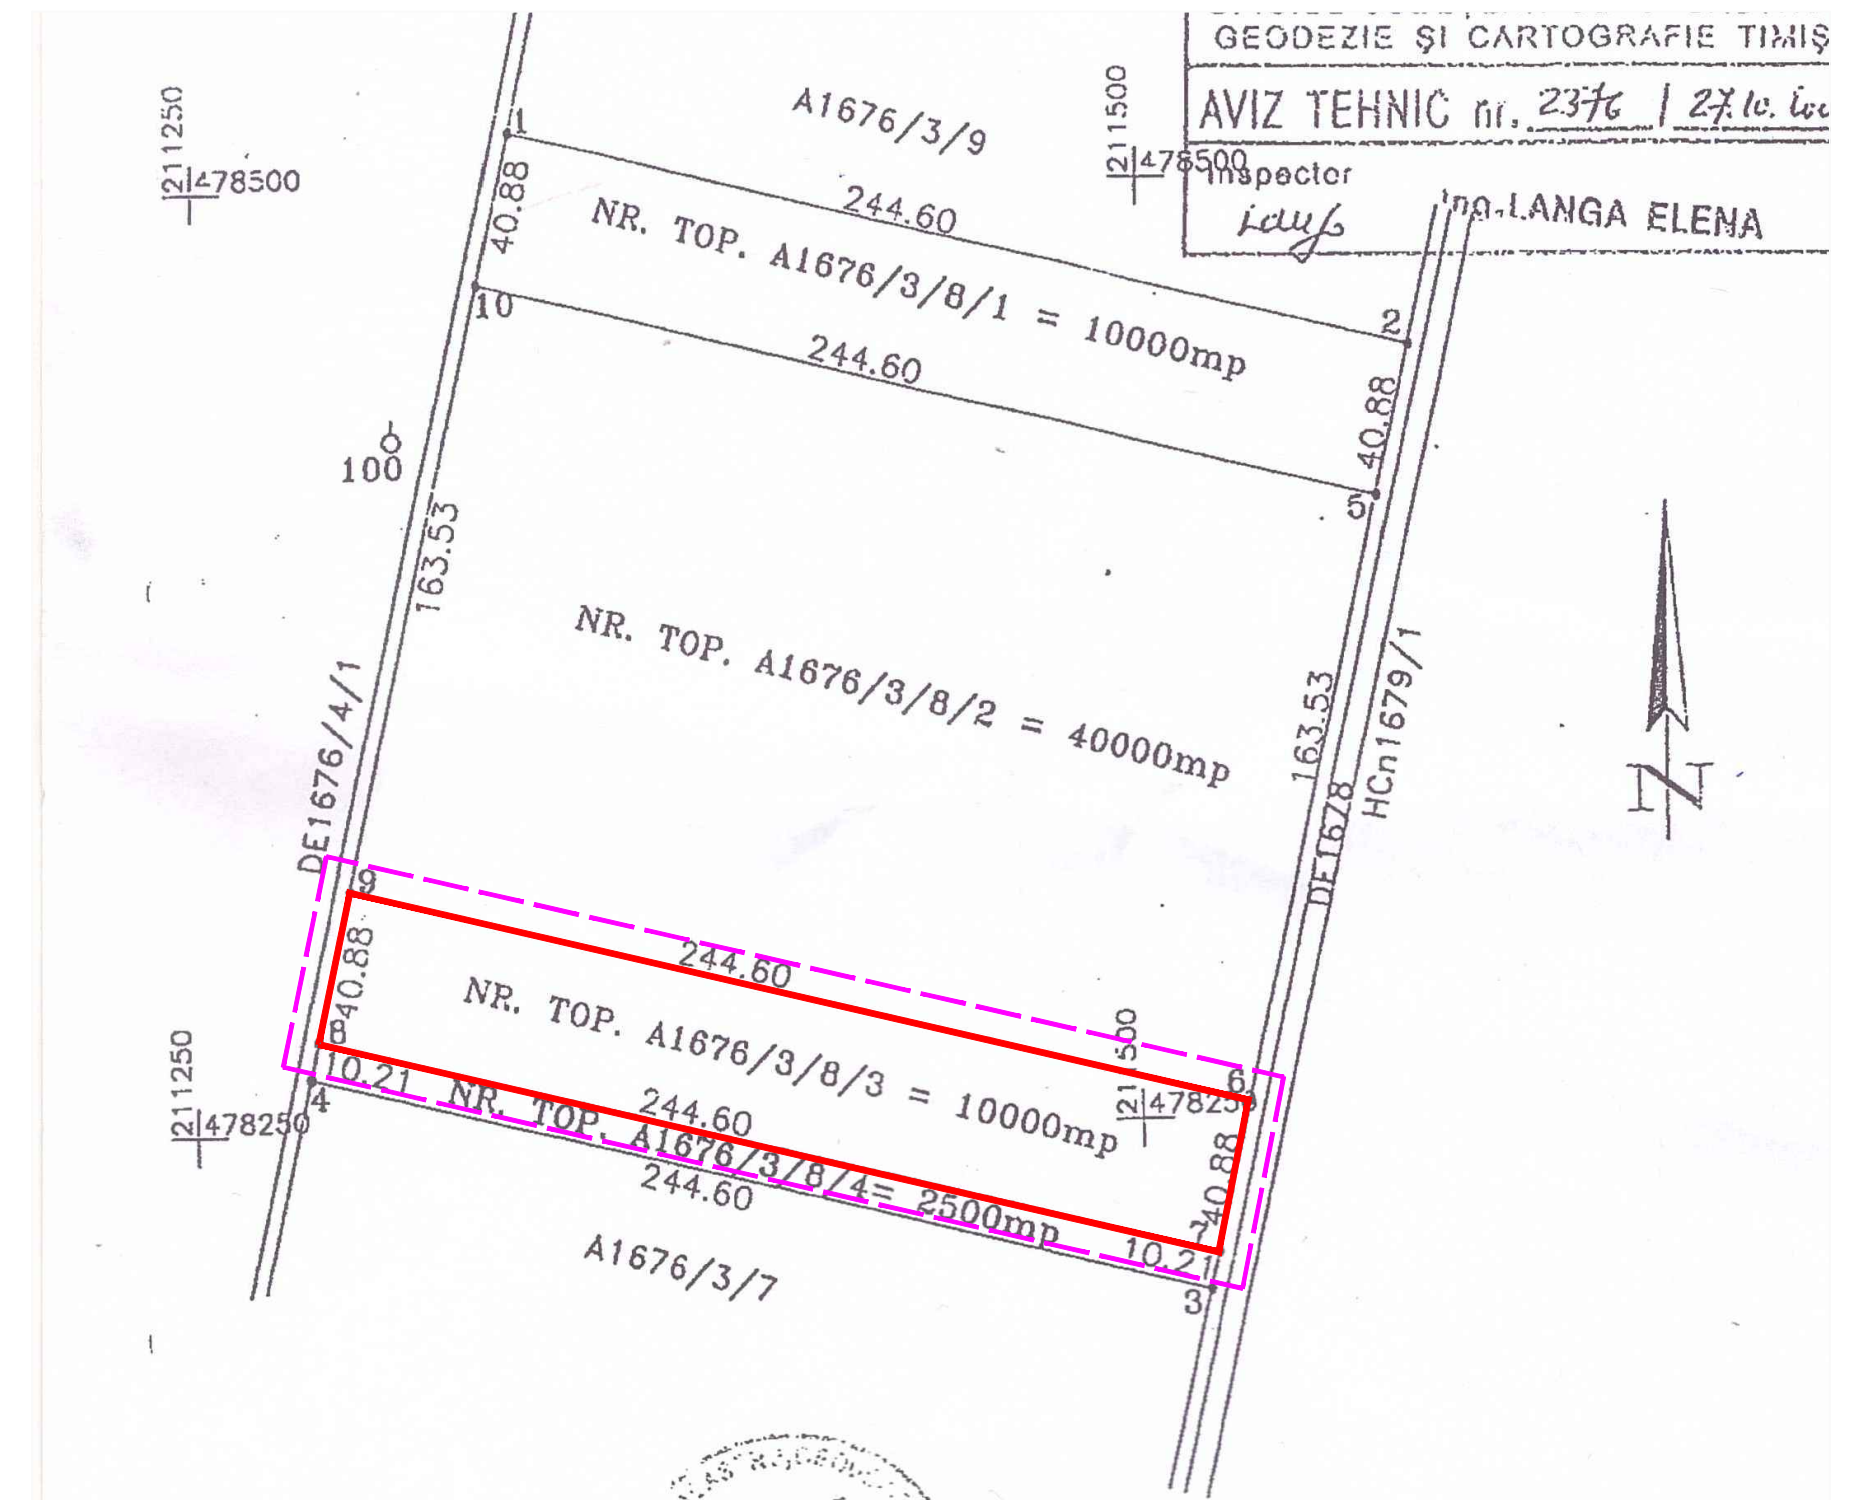 GEODEZIE ȘI CARTOGRAFIE TIMIȘ
AVIZ TEHNIC nr. 2376 / 27.10.
Inspector
ing. LANGA ELENA
211250
478500
211500
478500
A1676/3/9
1
40.88
244.60
NR. TOP. A1676/3/8/1 = 10000mp
2
10
244.60
40.88
5
100
163.53
NR. TOP. A1676/3/8/2 = 40000mp
163.53
HCn1679/1
DE1676/4/1
DE1678
N
9
40.88
244.60
NR. TOP. A1676/3/8/3 = 10000mp
6
8
211250
478250
478250
10.21
4
244.60
40.88
NR. TOP. A1676/3/8/4= 2500mp
7
244.60
10.21
3
A1676/3/7